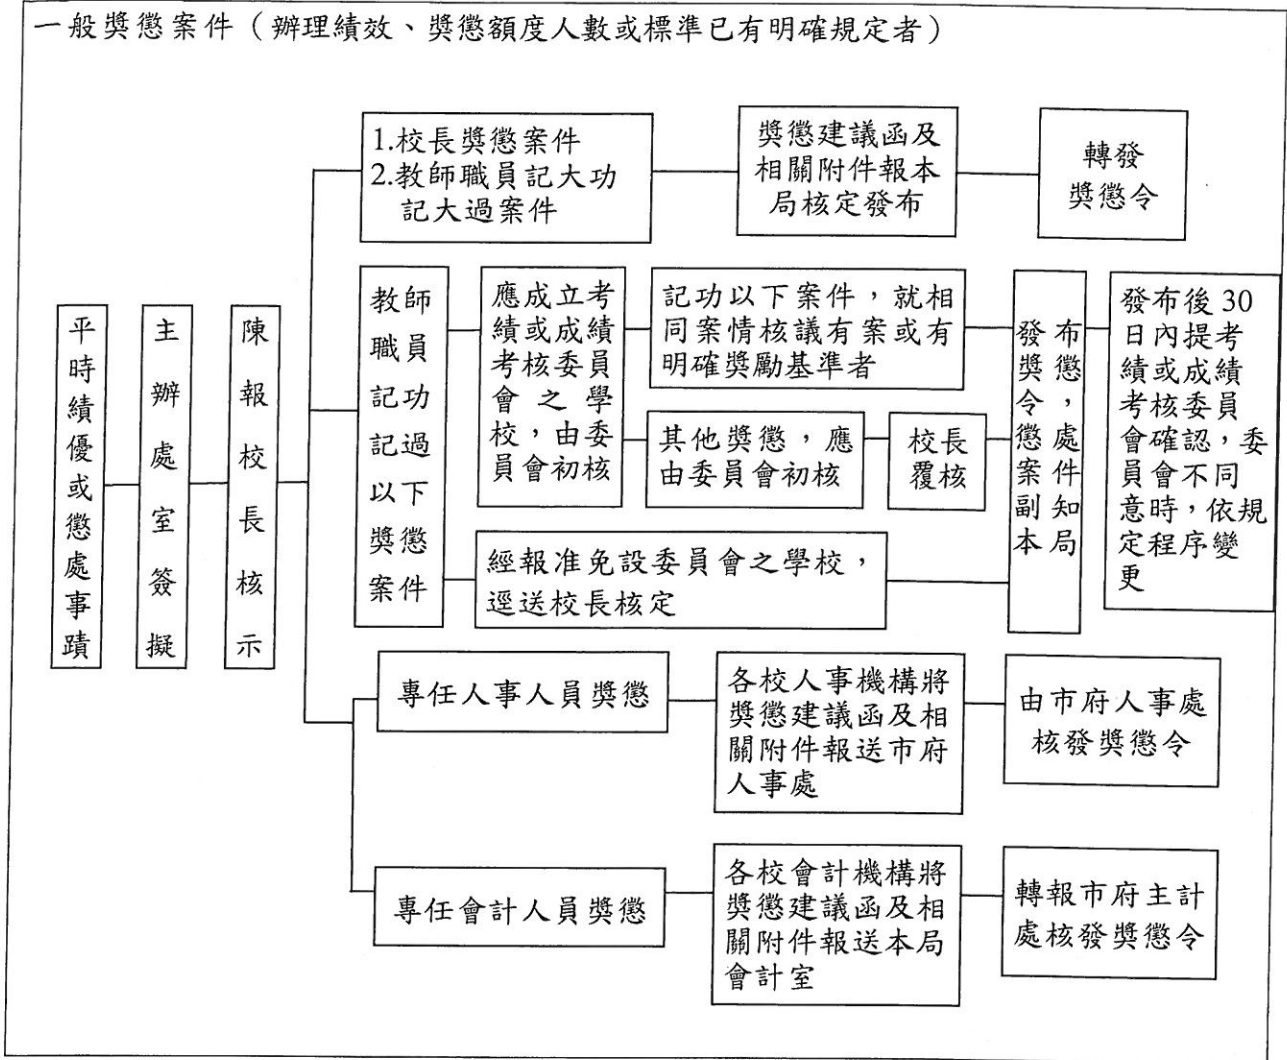 一般獎懲案件（辦理績效、獎懲額度人數或標準已有明確規定者）
平時績優或懲處事蹟
主辦處室簽擬
陳報校長核示
1.校長獎懲案件
2.教師職員記大功
記大過案件
獎懲建議函及
相關附件報本
局核定發布
轉發
獎懲令
教師
職員
記功
記過
以下
獎懲
案件
應成立考
績或成績
考核委員
會之學
校，由委
員會初核
記功以下案件，就相
同案情核議有案或有
明確獎勵基準者
其他獎懲，應
由委員會初核
校長
覆核
經報准免設委員會之學校，
逕送校長核定
發布
獎懲
令，
懲處
案件
副知
本局
發布後30
日內提考
績或成績
考核委員
會確認，委
員會不同
意時，依規
定程序變
更
專任人事人員獎懲
各校人事機構將
獎懲建議函及相
關附件報送市府
人事處
由市府人事處
核發獎懲令
專任會計人員獎懲
各校會計機構將
獎懲建議函及相
關附件報送本局
會計室
轉報市府主計
處核發獎懲令